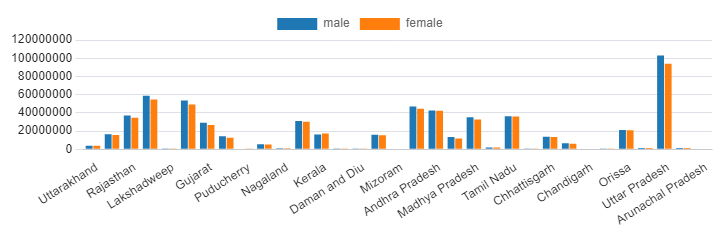 male female
120000000
100000000
80000000
60000000
40000000
20000000
0
Uttarakhand
Rajasthan
Lakshadweep
Gujarat
Puducherry
Nagaland
Kerala
Daman and Diu
Mizoram
Andhra Pradesh
Madhya Pradesh
Tamil Nadu
Chhattisgarh
Chandigarh
Orissa
Uttar Pradesh
Arunachal Pradesh